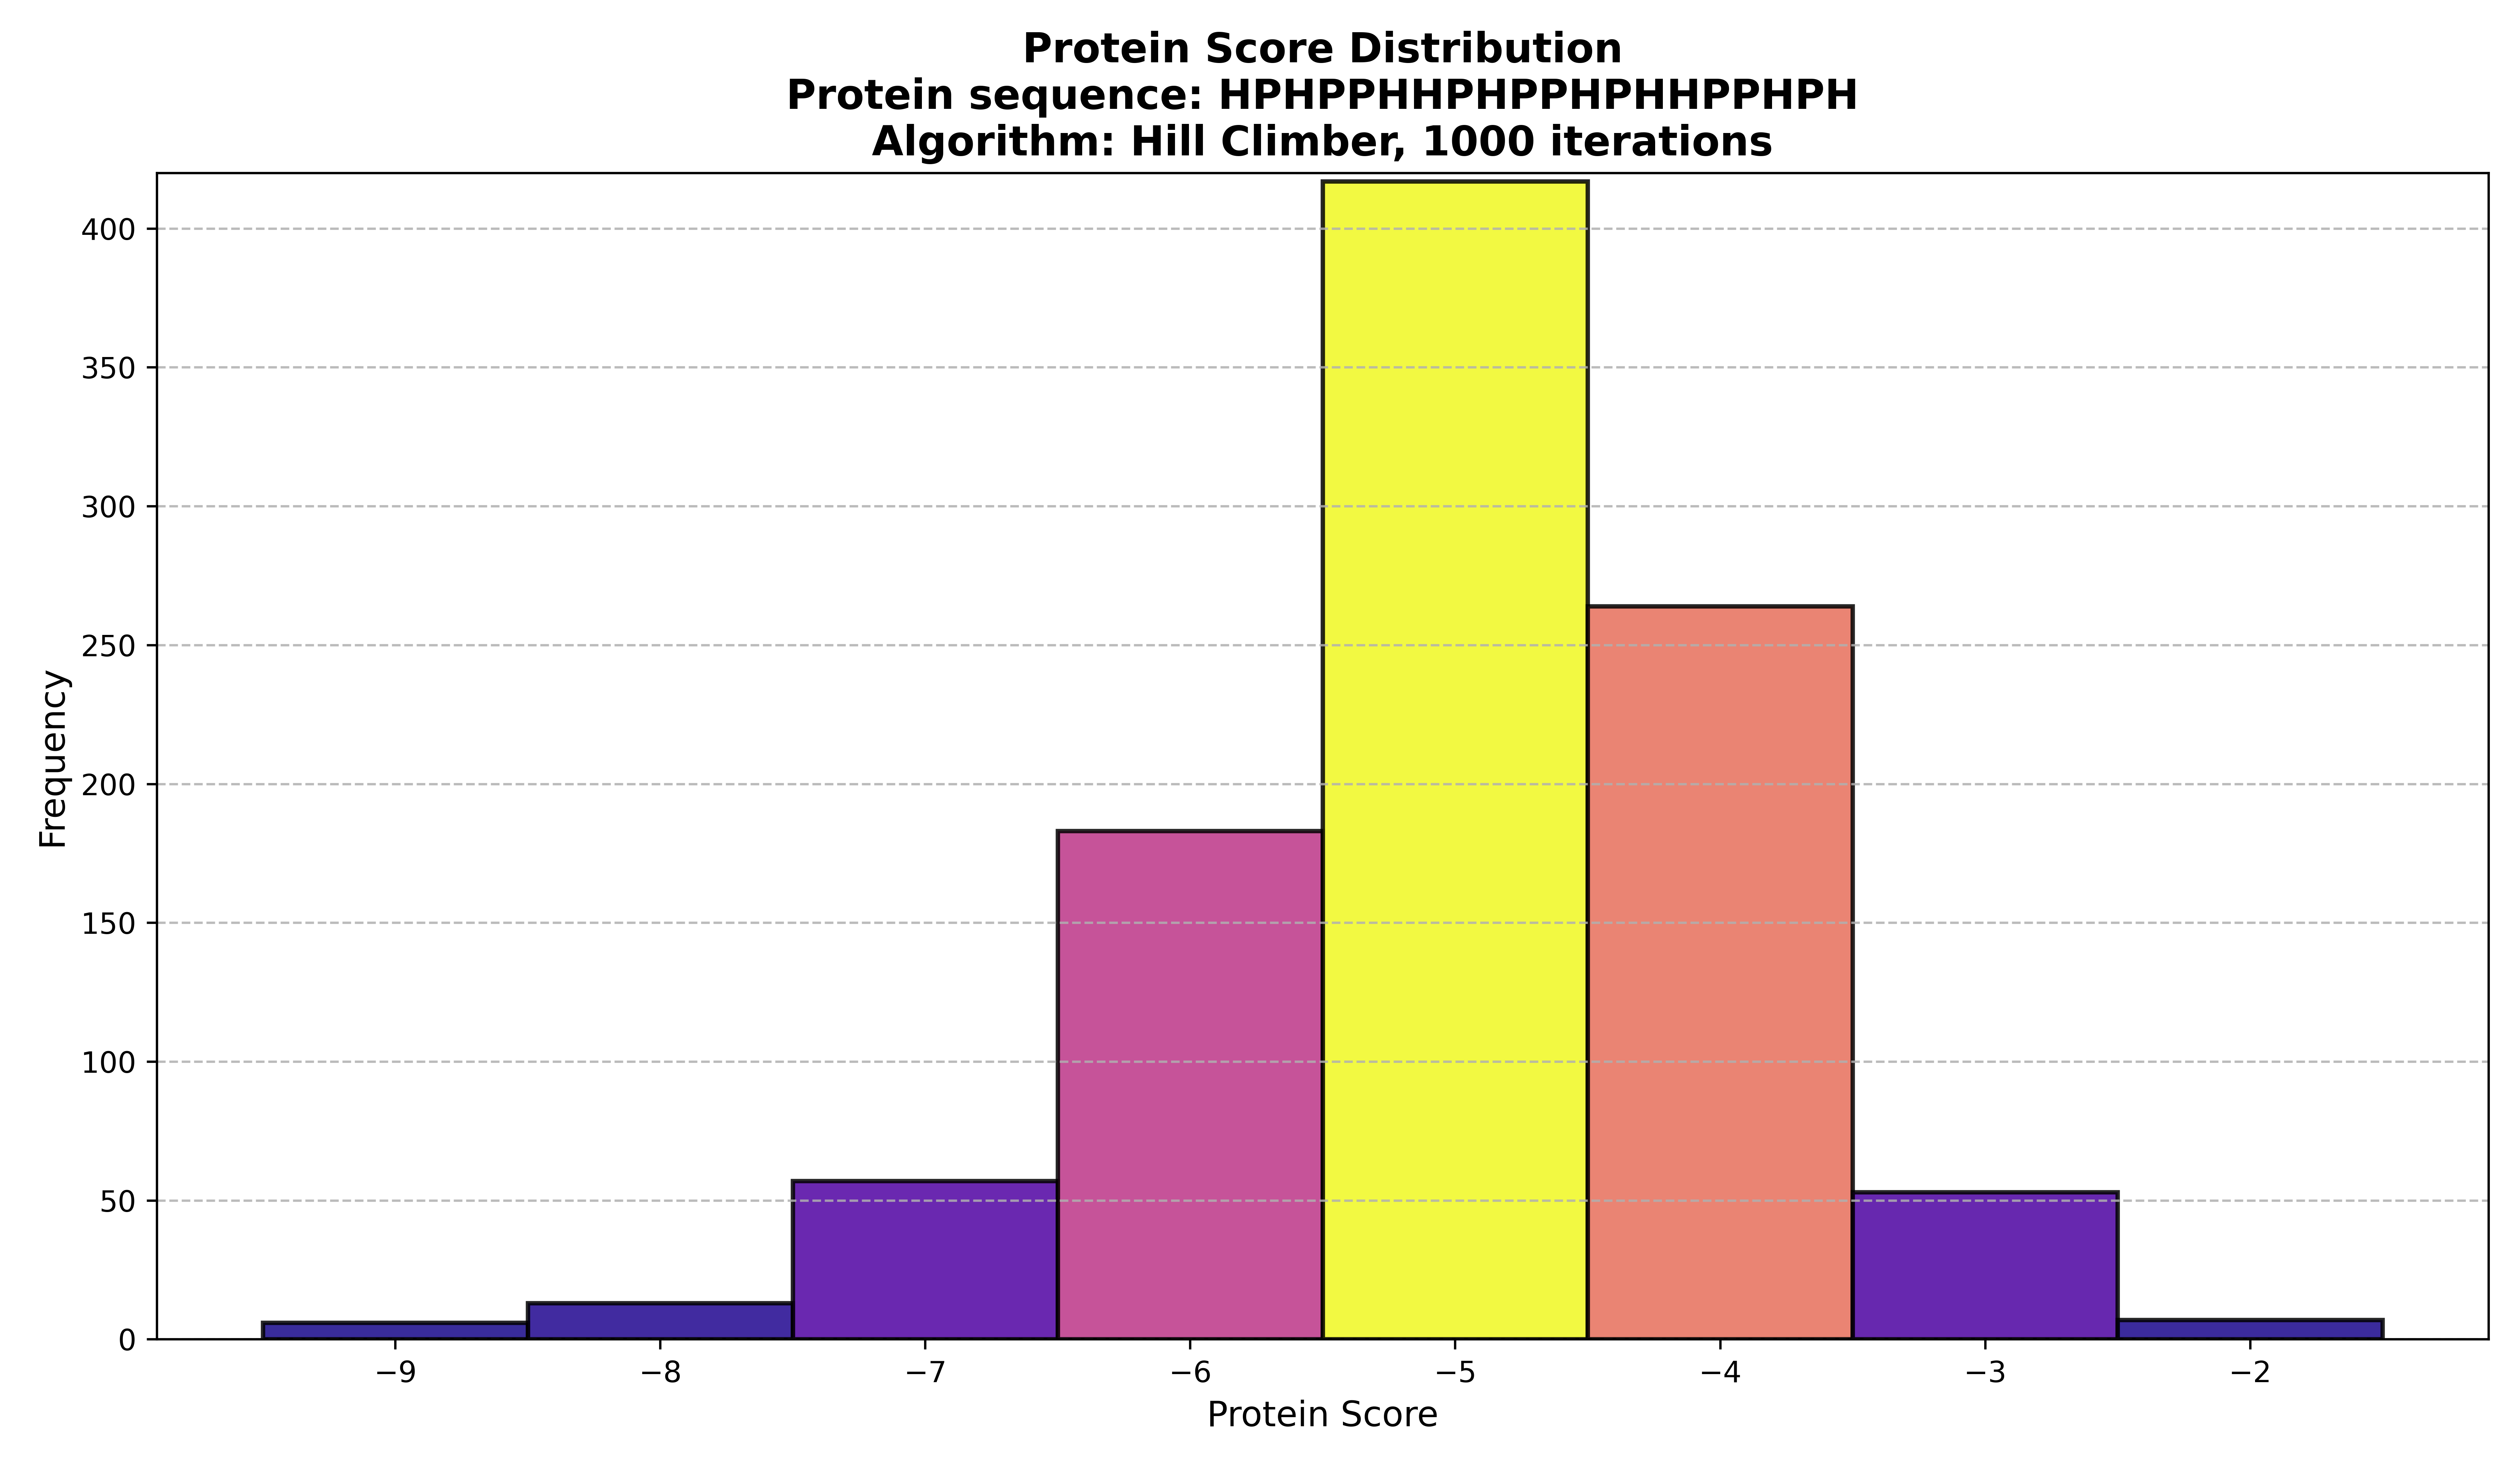 Protein Score Distribution
Protein sequence: HPHPPHHPHPPHPHHPPHPH
Algorithm: Hill Climber, 1000 iterations
400
350
300
250
200
150
100
50
0
Frequency
−9 −8 −7 −6 −5 −4 −3 −2
Protein Score